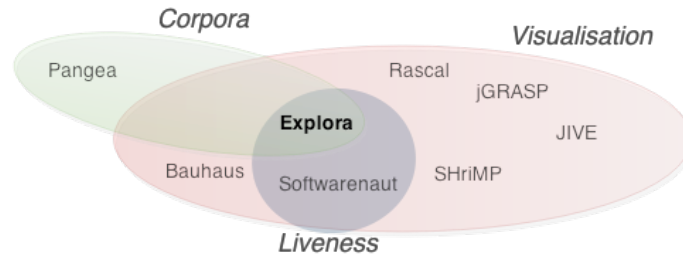 Corpora
Visualisation
Pangea
Rascal
jGRASP
Explora
JIVE
Bauhaus
Softwarenaut
SHriMP
Liveness